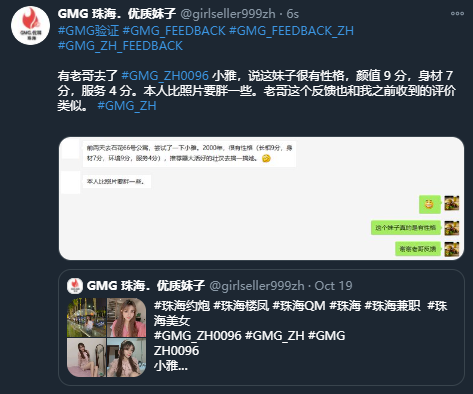 GMG 珠海．优质妹子 @girlseller999zh · 6s
#GMG验证 #GMG_FEEDBACK #GMG_FEEDBACK_ZH
#GMG_ZH_FEEDBACK
有老哥去了 #GMG_ZH0096 小雅，说这妹子很有性格，颜值 9 分，身材 7
分，服务 4 分。本人比照片要胖一些。老哥这个反馈也和我之前收到的评价
类似。 #GMG_ZH
前两天去百花66号公寓，尝试了一下小雅。2000年，很有性格（长相9分，身
材7分，环境9分，服务4分），推荐器大活好的壮汉去搞一搞她。
本人比照片要胖一些。
这个妹子真的是有性格
谢谢老哥反馈
GMG 珠海．优质妹子 @girlseller999zh · Oct 19
#珠海约炮 #珠海楼凤 #珠海QM #珠海 #珠海兼职 #珠
海美女
#GMG_ZH0096 #GMG_ZH #GMG
ZH0096
小雅...